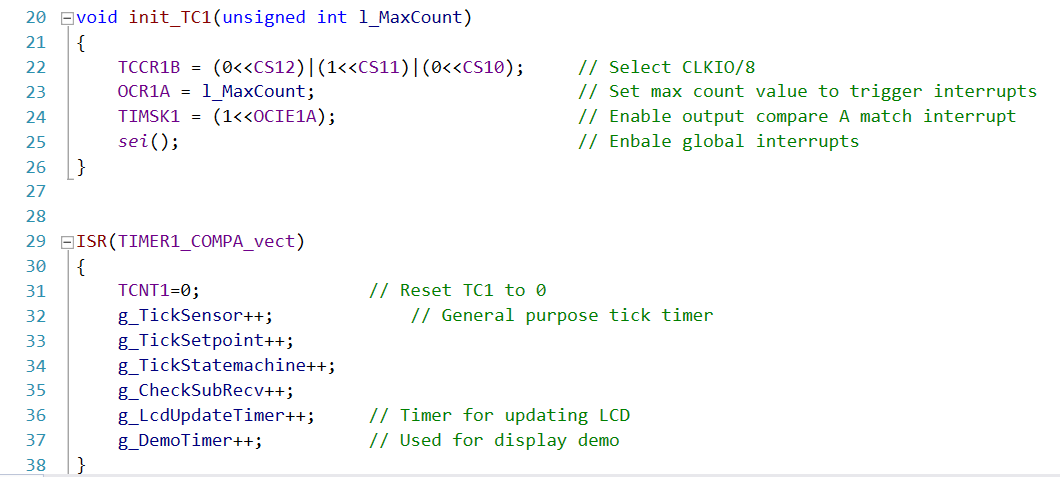 20 void init_TC1(unsigned int l_MaxCount)
21 {
22 TCCR1B = (0<<CS12)|(1<<CS11)|(0<<CS10); // Select CLKIO/8
23 OCR1A = l_MaxCount; // Set max count value to trigger interrupts
24 TIMSK1 = (1<<OCIE1A); // Enable output compare A match interrupt
25 sei(); // Enbale global interrupts
26 }
27
28
29 ISR(TIMER1_COMPA_vect)
30 {
31 TCNT1=0; // Reset TC1 to 0
32 g_TickSensor++; // General purpose tick timer
33 g_TickSetpoint++;
34 g_TickStatemachine++;
35 g_CheckSubRecv++;
36 g_LcdUpdateTimer++; // Timer for updating LCD
37 g_DemoTimer++; // Used for display demo
38 }